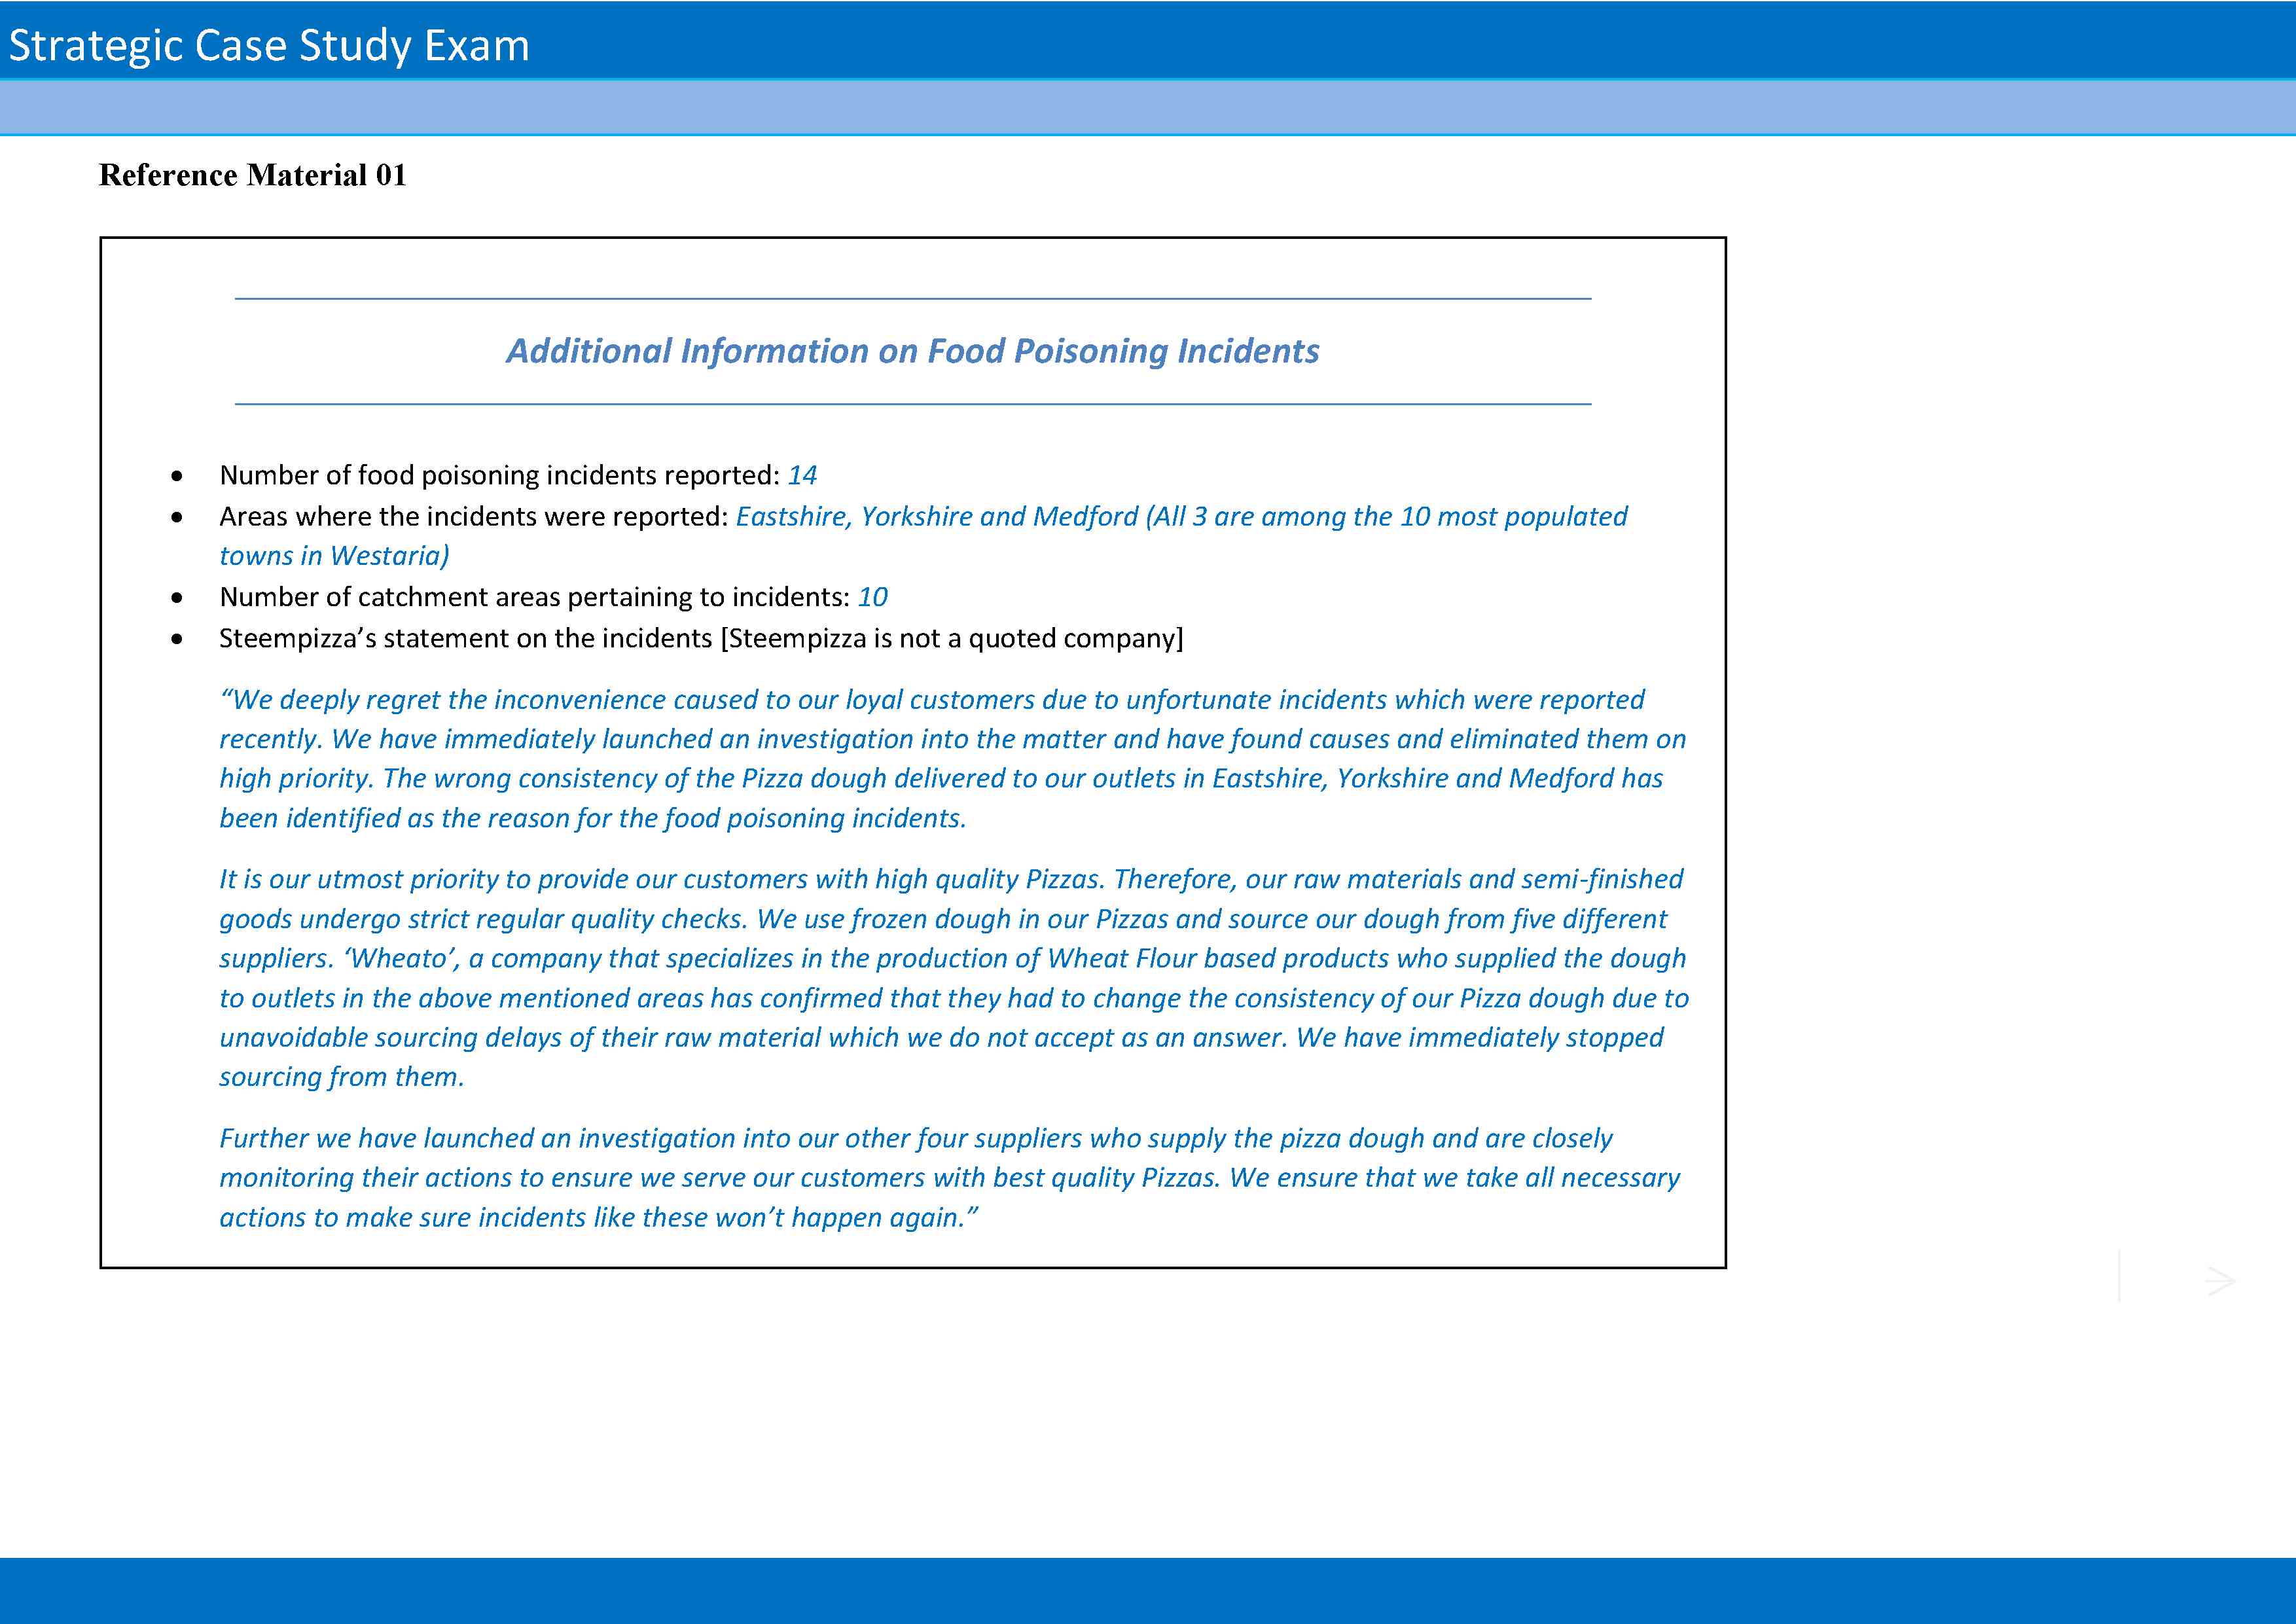 Strategic Case Study Exam
Reference Material 01
Additional Information on Food Poisoning Incidents
• Number of food poisoning incidents reported: 14
• Areas where the incidents were reported: Eastshire, Yorkshire and Medford (All 3 are among the 10 most populated
towns in Westaria)
• Number of catchment areas pertaining to incidents: 10
• Steempizza’s statement on the incidents [Steempizza is not a quoted company]
“We deeply regret the inconvenience caused to our loyal customers due to unfortunate incidents which were reported
recently. We have immediately launched an investigation into the matter and have found causes and eliminated them on
high priority. The wrong consistency of the Pizza dough delivered to our outlets in Eastshire, Yorkshire and Medford has
been identified as the reason for the food poisoning incidents.
It is our utmost priority to provide our customers with high quality Pizzas. Therefore, our raw materials and semi-finished
goods undergo strict regular quality checks. We use frozen dough in our Pizzas and source our dough from five different
suppliers. ‘Wheato’, a company that specializes in the production of Wheat Flour based products who supplied the dough
to outlets in the above mentioned areas has confirmed that they had to change the consistency of our Pizza dough due to
unavoidable sourcing delays of their raw material which we do not accept as an answer. We have immediately stopped
sourcing from them.
Further we have launched an investigation into our other four suppliers who supply the pizza dough and are closely
monitoring their actions to ensure we serve our customers with best quality Pizzas. We ensure that we take all necessary
actions to make sure incidents like these won’t happen again.”